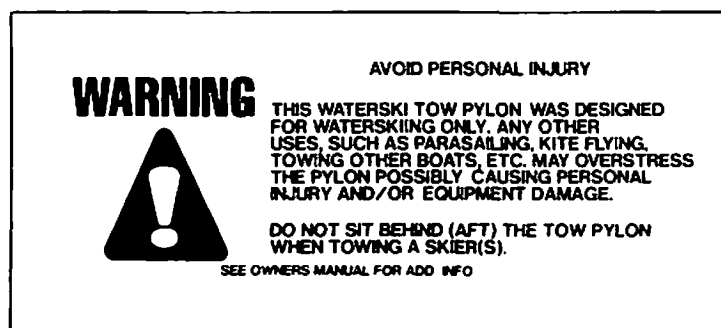 AVOID PERSONAL INJURY
WARNING
THIS WATERSKI TOW PYLON WAS DESIGNED
FOR WATERSKIING ONLY. ANY OTHER
USES, SUCH AS PARASAILING, KITE FLYING,
TOWING OTHER BOATS, ETC. MAY OVERSTRESS
THE PYLON POSSIBLY CAUSING PERSONAL
INJURY AND/OR EQUIPMENT DAMAGE.
DO NOT SIT BEHIND (AFT) THE TOW PYLON
WHEN TOWING A SKIER(S).
SEE OWNERS MANUAL FOR ADD INFO